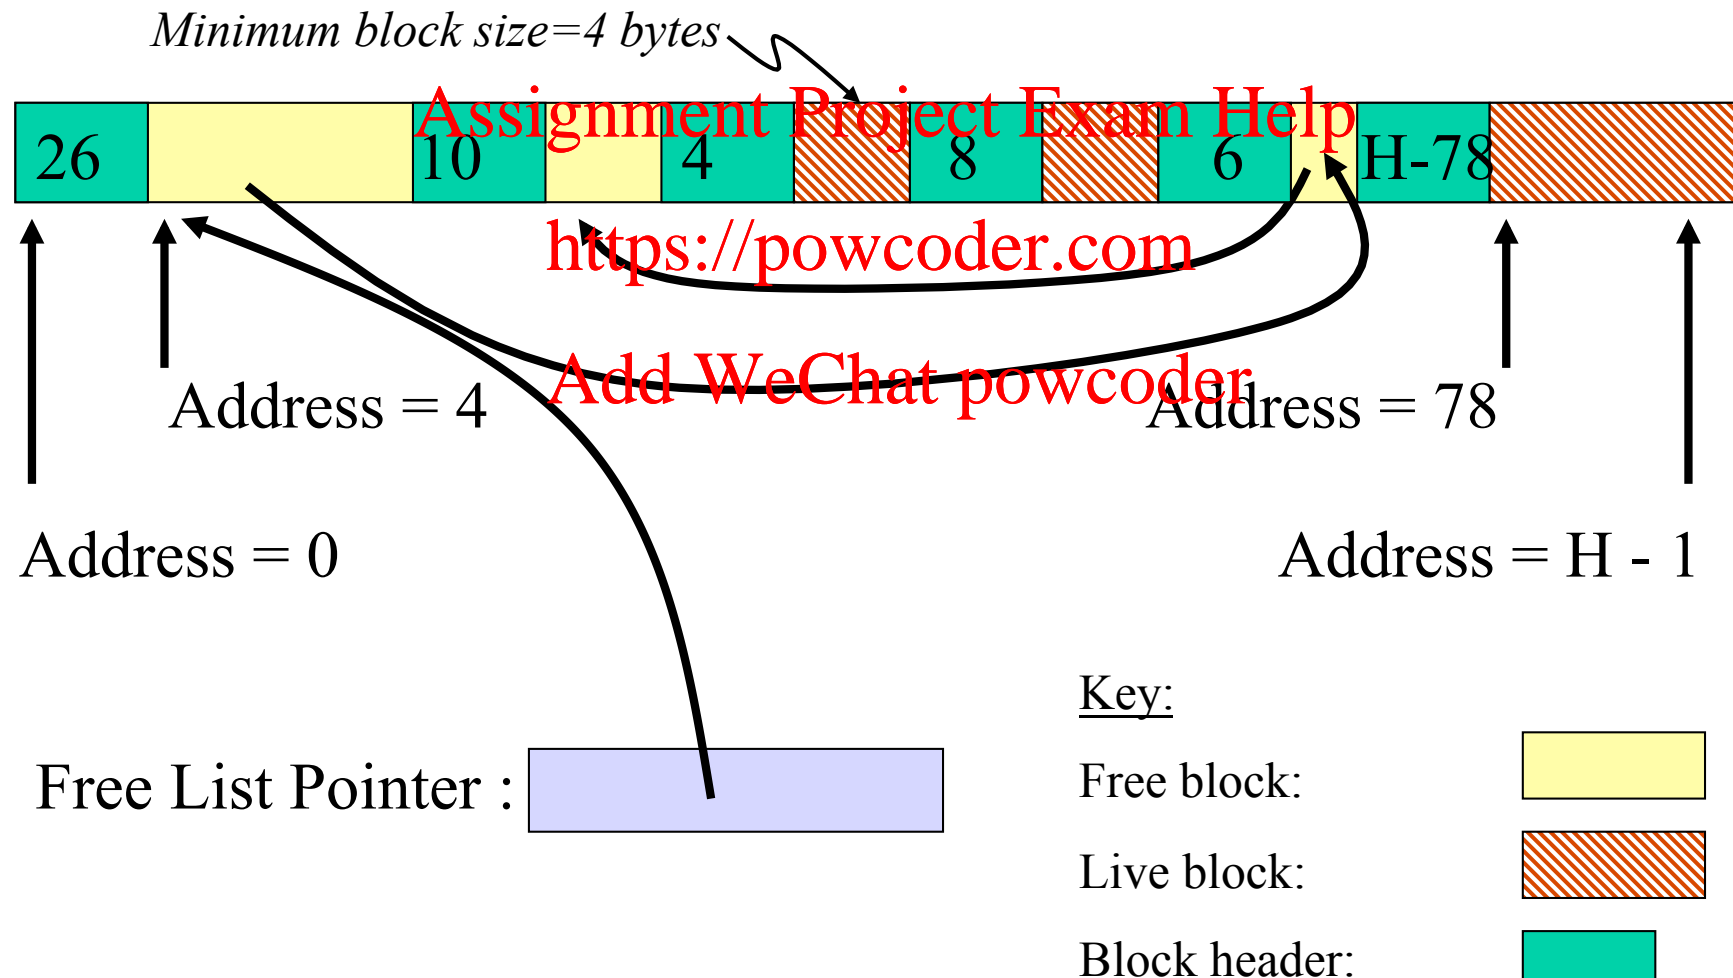 Minimum block size=4 bytes
Assignment Project Exam Help
26 10 4 8 6 H-78
https://powcoder.com
Add WeChat powcoder
Address = 4 Address = 78
Address = 0 Address = H - 1
Key:
Free List Pointer : Free block:
Live block:
Block header: